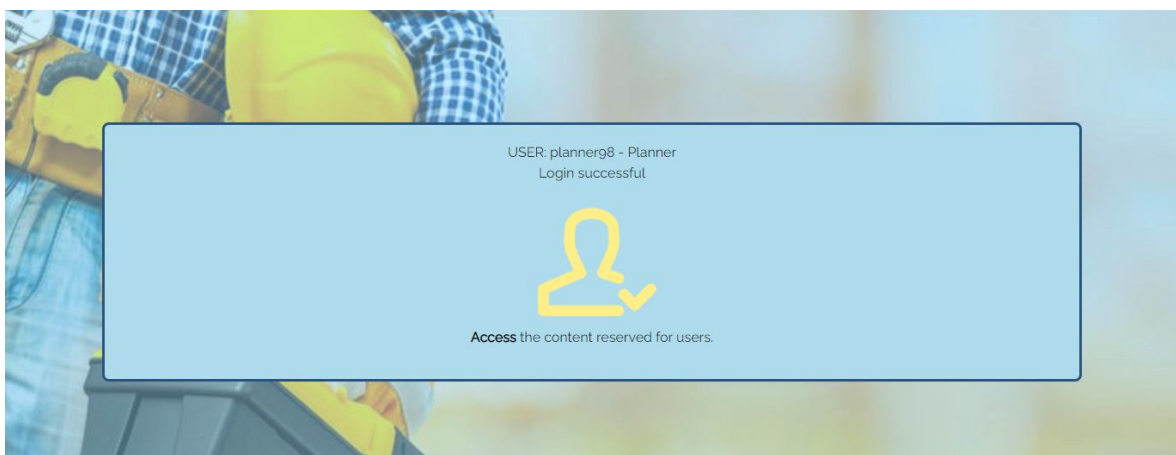 USER: planner98 - Planner
Login successful
Access the content reserved for users.